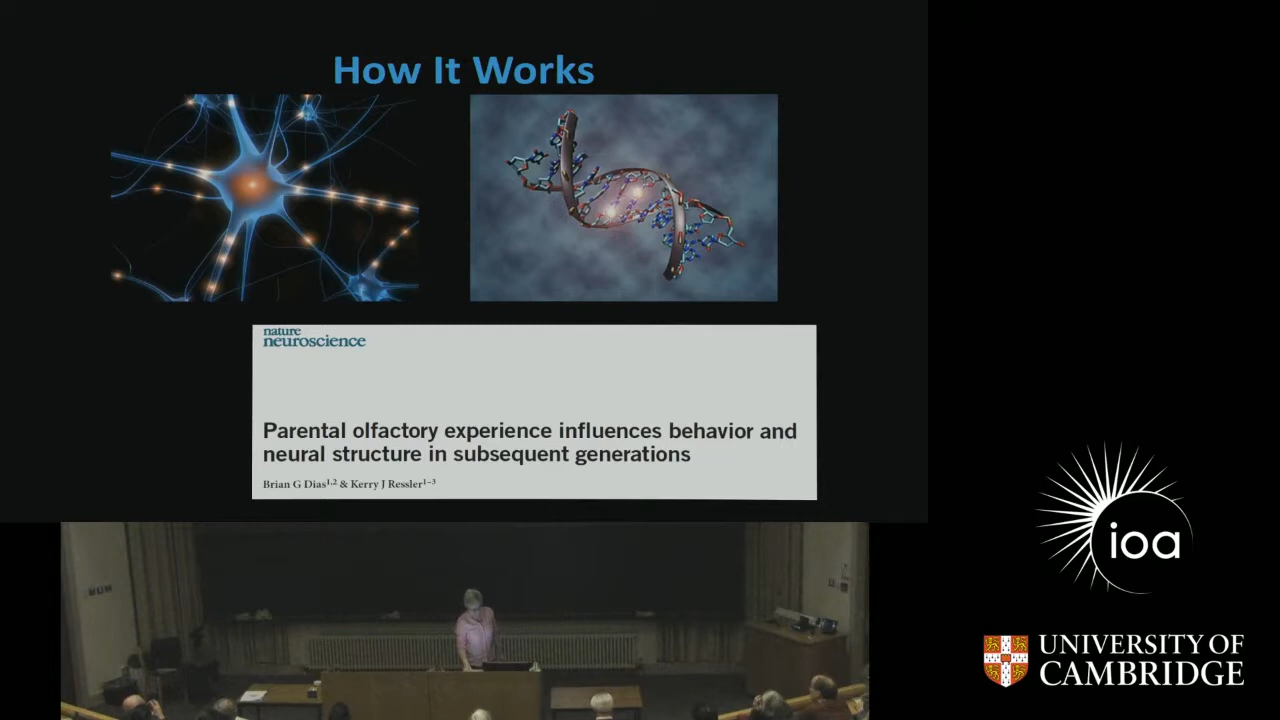 How It Works
nature
neuroscience
Parental olfactory experience influences behavior and
neural structure in subsequent generations
Brian G Dias1,2 & Kerry J Ressler1–3
ioa
UNIVERSITY OF
CAMBRIDGE